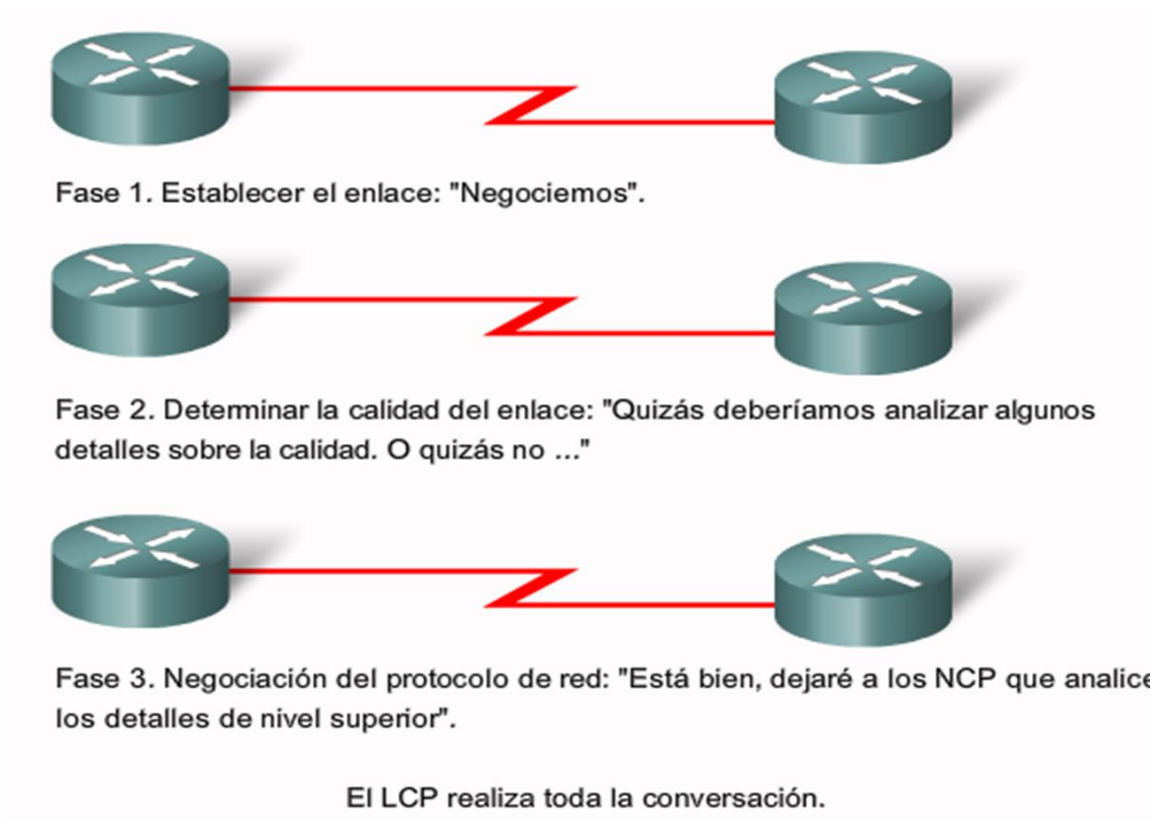 Fase 1. Establecer el enlace: "Negociemos".
Fase 2. Determinar la calidad del enlace: "Quizás deberíamos analizar algunos
detalles sobre la calidad. O quizás no ..."
Fase 3. Negociación del protocolo de red: "Está bien, dejaré a los NCP que analice
los detalles de nivel superior".
El LCP realiza toda la conversación.